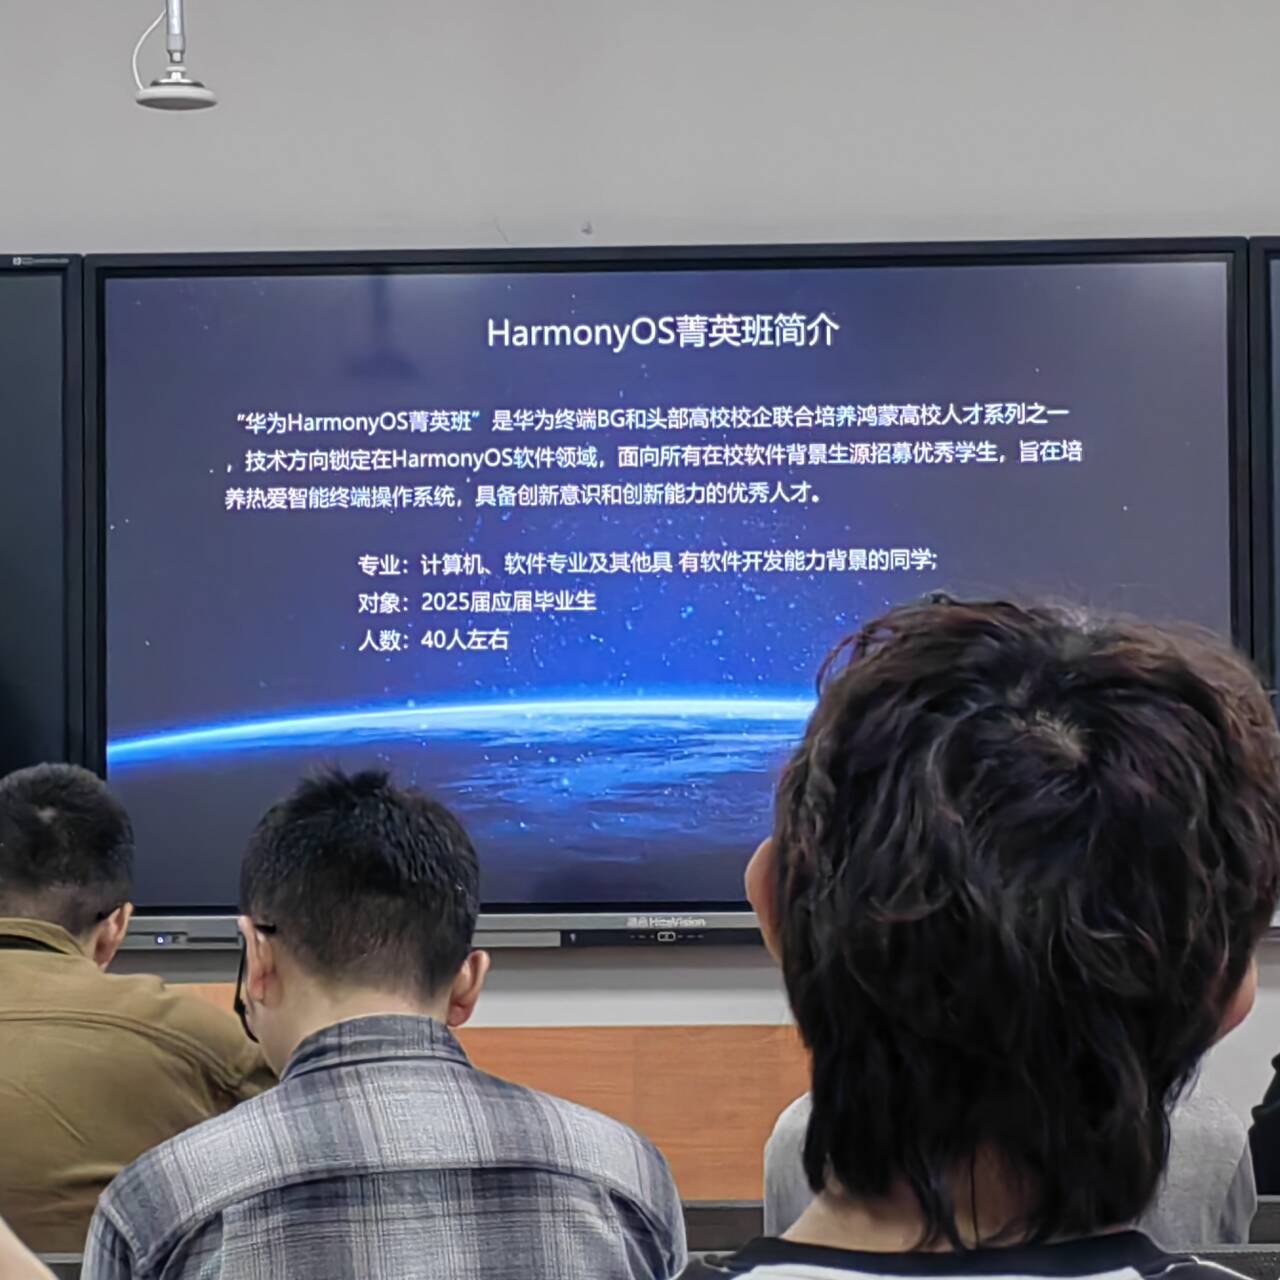 HarmonyOS菁英班简介
“华为HarmonyOS菁英班”是华为终端BG和头部高校校企联合培养鸿蒙高校人才系列之一
，技术方向锁定在HarmonyOS软件领域，面向所有在校软件背景生源招募优秀学生，旨在培
养热爱智能终端操作系统，具备创新意识和创新能力的优秀人才。
专业：计算机、软件专业及其他具 有软件开发能力背景的同学;
对象：2025届应届毕业生
人数：40人左右
HiteVision